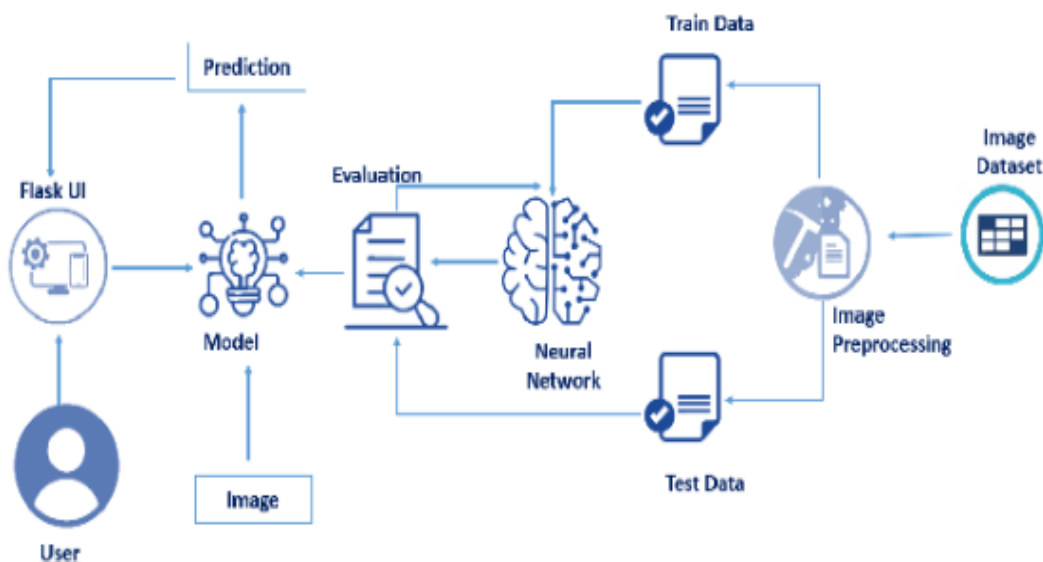 Train Data
Prediction
Image
Dataset
Evaluation
Flask UI
Image
Preprocessing
Model
Neural
Network
Test Data
Image
User